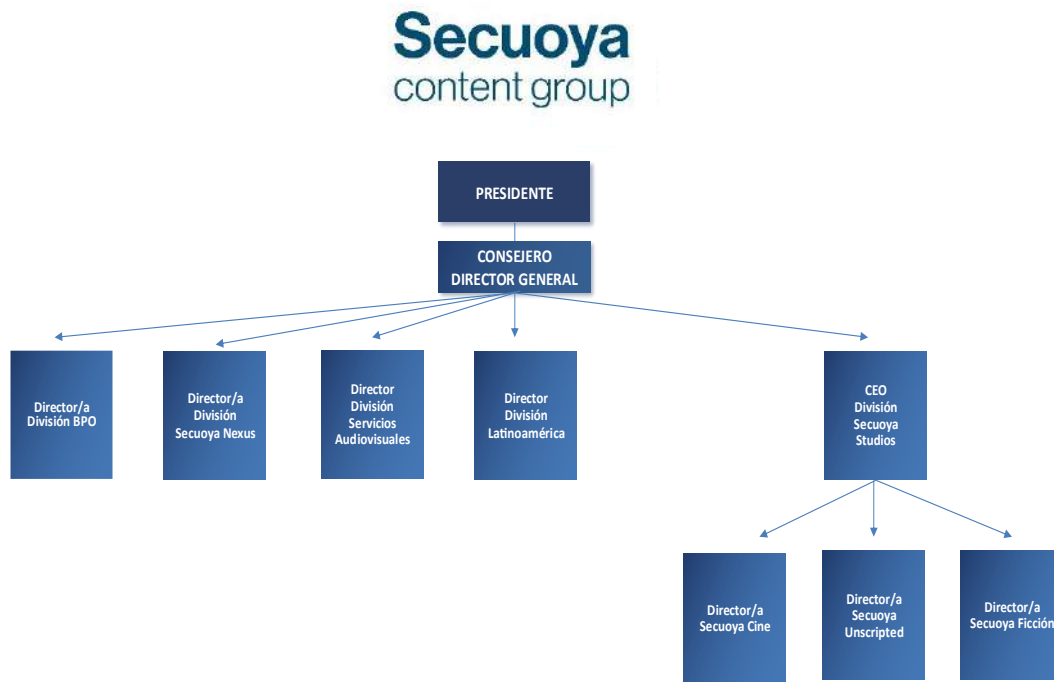 Secuoya
content group
PRESIDENTE
CONSEJERO
DIRECTOR GENERAL
Director/a
División BPO
Director/a
División
Secuoya Nexus
Director
División
Servicios
Audiovisuales
Director
División
Latinoamérica
CEO
División
Secuoya
Studios
Director/a
Secuoya Cine
Director/a
Secuoya
Unscripted
Director/a
Secuoya Ficción